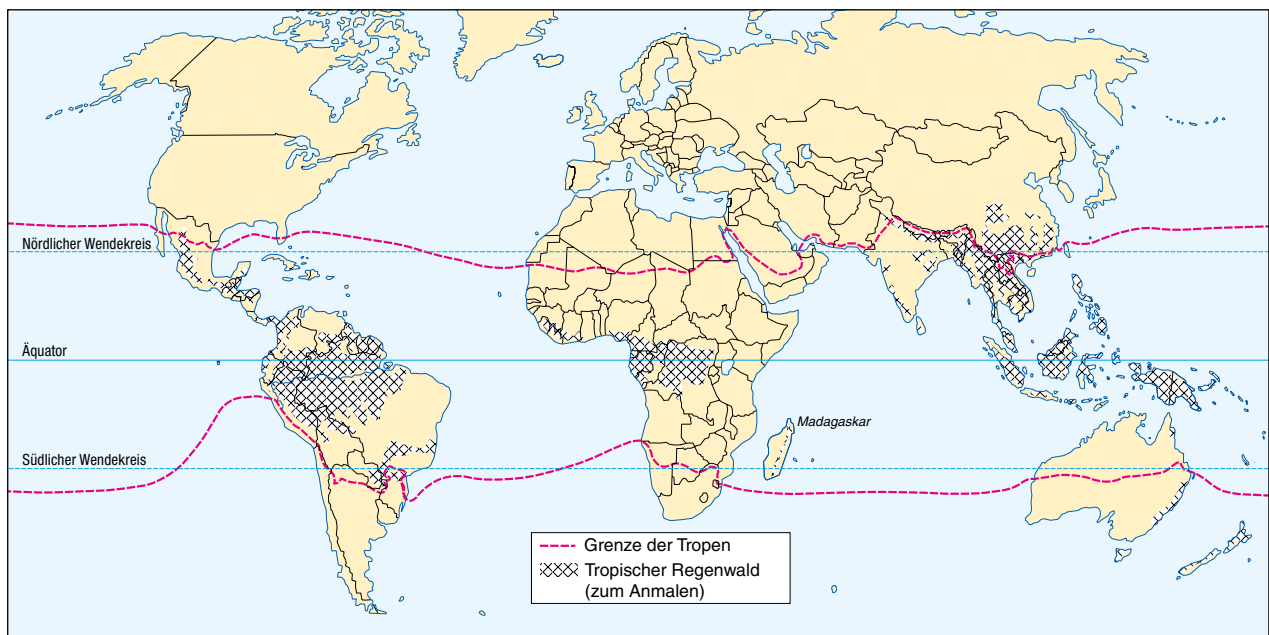 Nördlicher Wendekreis
Äquator
Madagaskar
Südlicher Wendekreis
Grenze der Tropen
Tropischer Regenwald
(zum Anmalen)